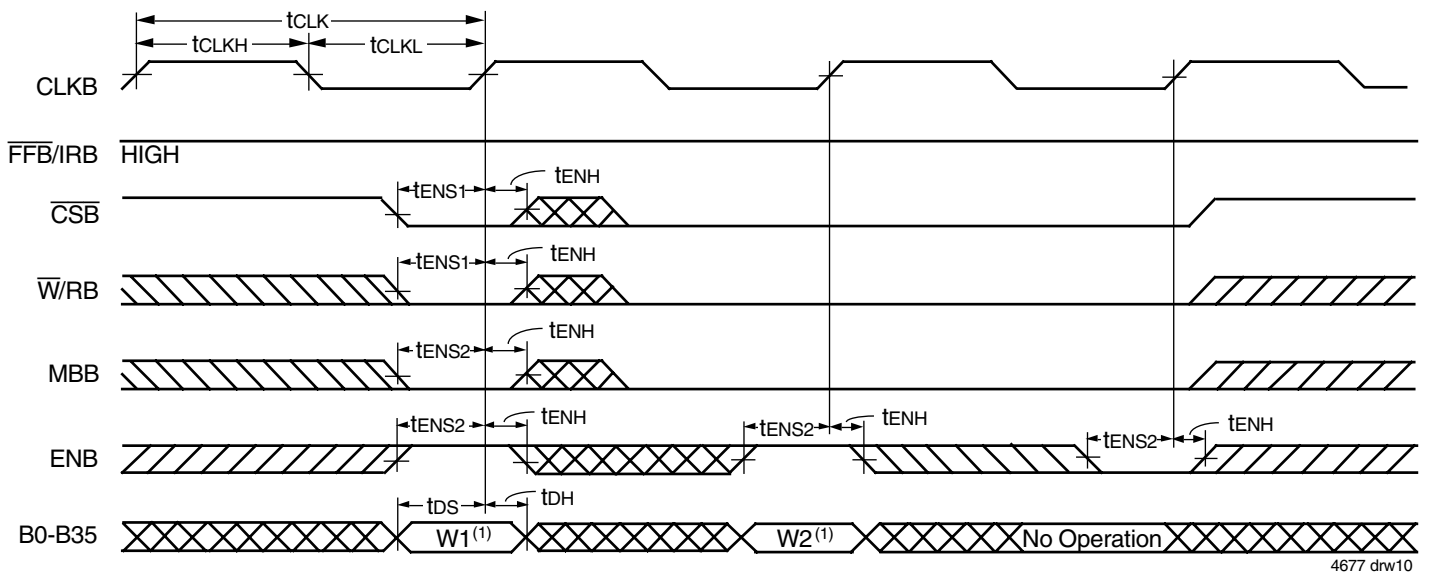 tCLK
tCLKH tCLKL
CLKB
FFB/IRB HIGH
tENS1 tENH
CSB
tENS1 tENH
W/RB
tENS2 tENH
MBB
tENS2 tENH tENS2 tENH tENS2 tENH
ENB
tDS tDH
B0-B35 W1(1) W2(1) No Operation
4677 drw10